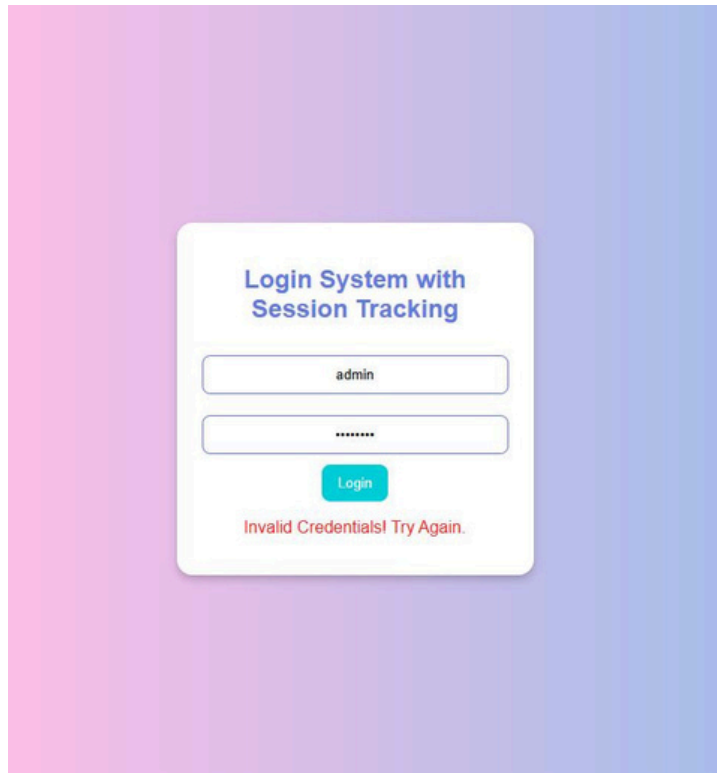 Login System with
Session Tracking
admin
••••••••
Login
Invalid Credentials! Try Again.